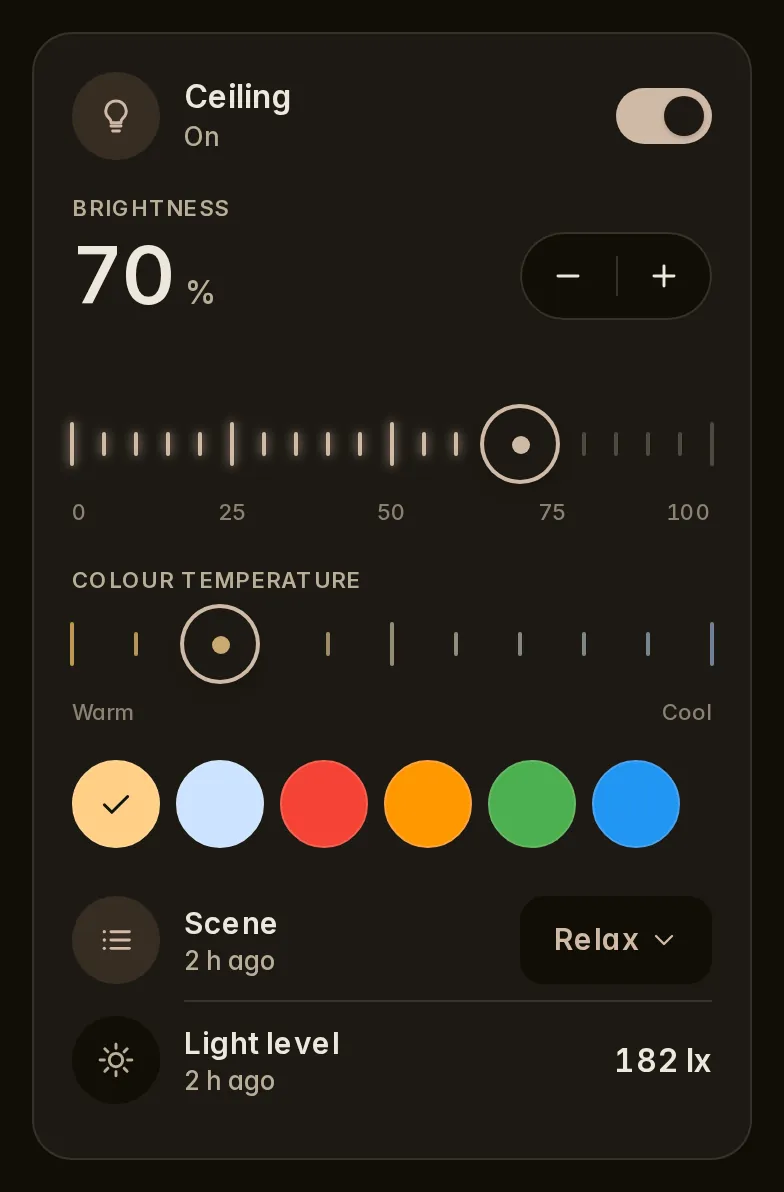 Ceiling
On
BRIGHTNESS
70 %
0 25 50 75 100
COLOUR TEMPERATURE
Warm Cool
Scene
2 h ago
Relax
Light level
2 h ago
182 lx